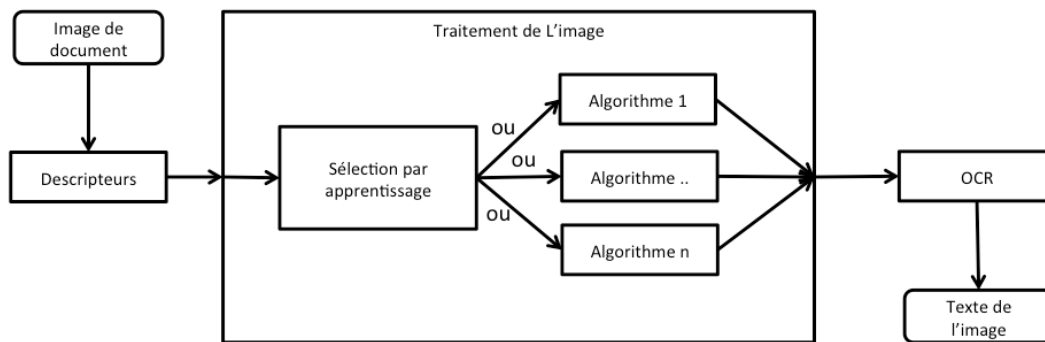 Image de
document
Traitement de L'image
Algorithme 1
ou
Descripteurs
Sélection par
apprentissage
ou
Algorithme ..
OCR
ou
Algorithme n
Texte de
l'image